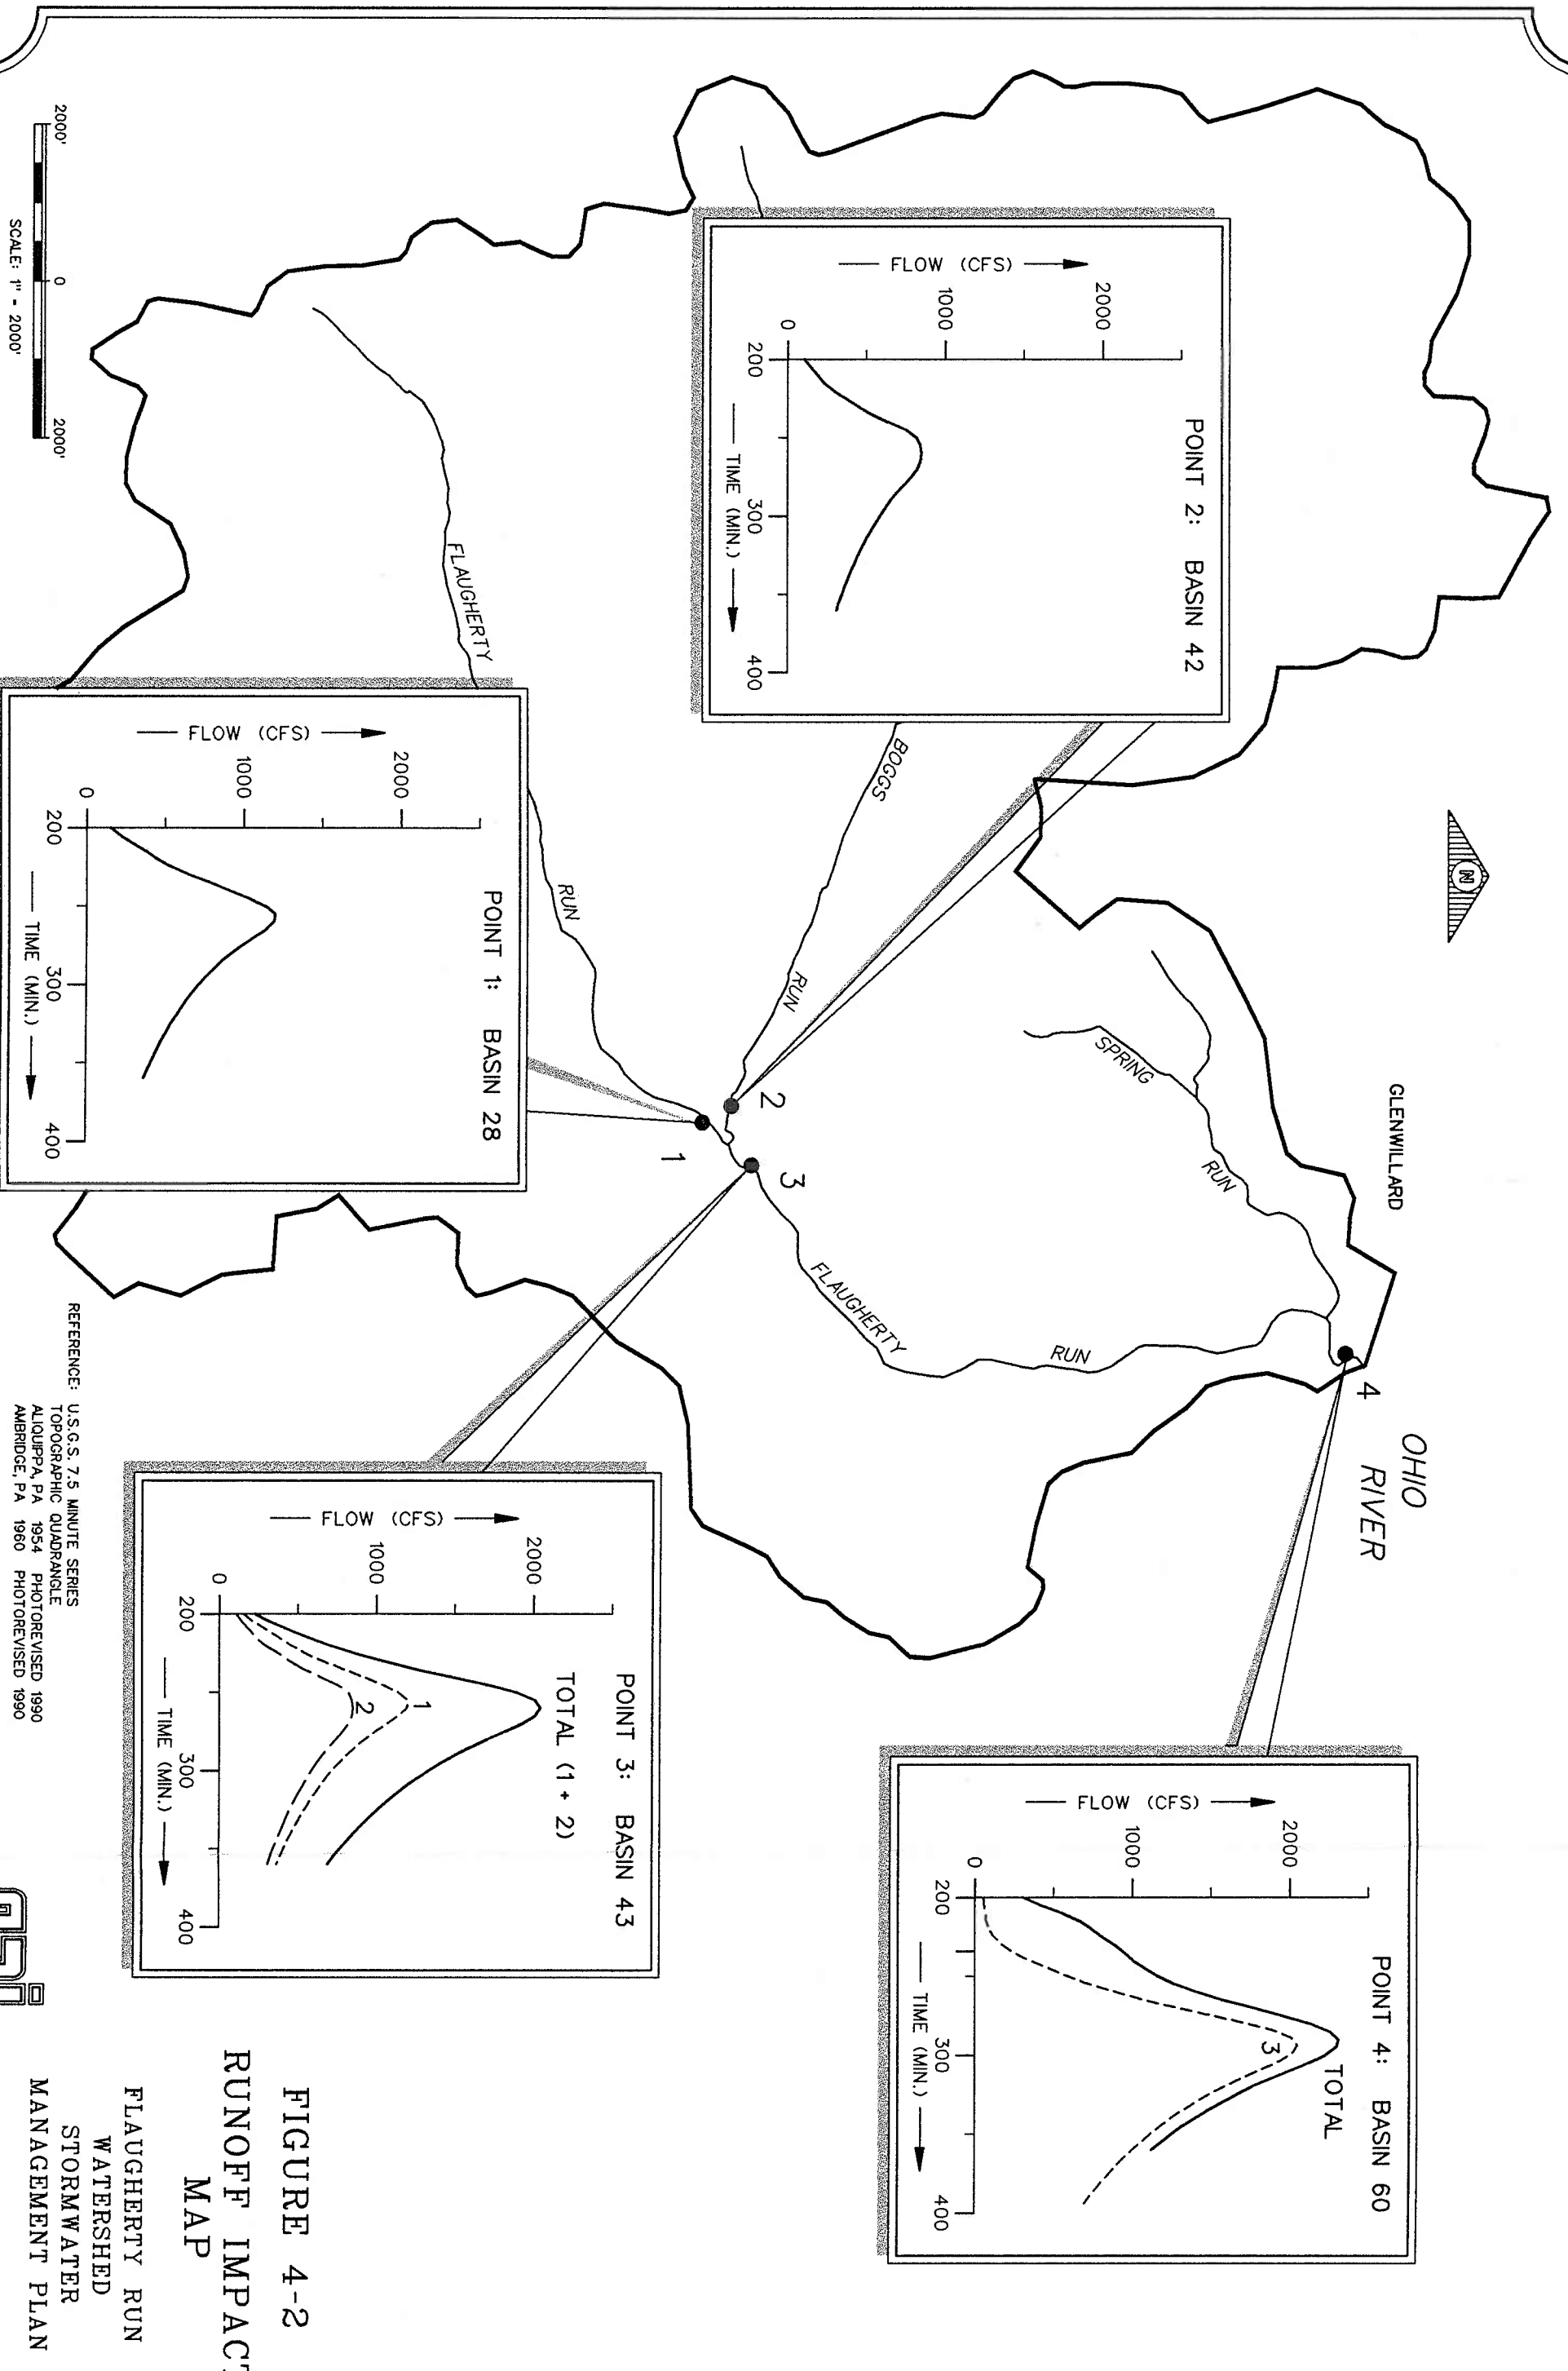 POINT 2: BASIN 42
FLOW (CFS)
2000
1000
0
200
300
400
TIME (MIN.)
POINT 1: BASIN 28
FLOW (CFS)
2000
1000
0
200
300
400
TIME (MIN.)
POINT 3: BASIN 43
TOTAL (1 + 2)
FLOW (CFS)
2000
1000
0
1
2
200
300
400
TIME (MIN.)
POINT 4: BASIN 60
TOTAL
3
FLOW (CFS)
2000
1000
0
200
300
400
TIME (MIN.)
N
GLENWILLARD
OHIO
RIVER
SPRING
RUN
BOGGS
RUN
FLAUGHERTY
RUN
FLAUGHERTY
RUN
1
2
3
4
2000'
0
2000'
SCALE: 1" - 2000'
REFERENCE: U.S.G.S. 7.5 MINUTE SERIES
TOPOGRAPHIC QUADRANGLE
ALIQUIPPA, PA 1954 PHOTOREVISED 1990
AMBRIDGE, PA 1960 PHOTOREVISED 1990
FIGURE 4-2
RUNOFF IMPACT
MAP
FLAUGHERTY RUN
WATERSHED
STORMWATER
MANAGEMENT PLAN